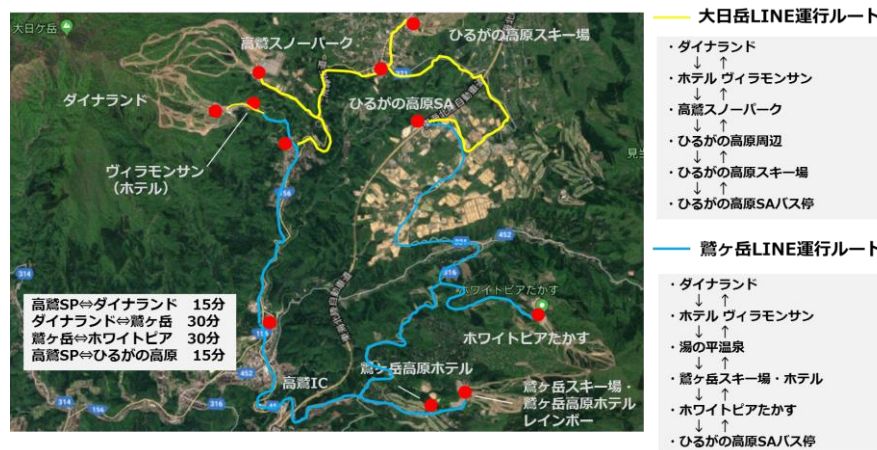 大日ケ岳
高鷲スノーパーク
ひるがの高原スキー場
ダイナランド
ひるがの高原SA
ヴィラモンサン
(ホテル)
156
321
452
316
314
ホワイトピアたかす
ホワイトピアたかす
高鷲SP⇔ダイナランド 15分
ダイナランド⇔鷲ヶ岳 30分
鷲ヶ岳⇔ホワイトピア 30分
高鷲SP⇔ひるがの高原 15分
452
高鷲IC
鷲ヶ岳高原ホテル
鷲ヶ岳スキー場・
鷲ヶ岳高原ホテル
レインボー
314
156
316
大日岳LINE運行ルート
・ダイナランド
↓ ↑
・ホテル ヴィラモンサン
↓ ↑
・高鷲スノーパーク
↓ ↑
・ひるがの高原周辺
↓ ↑
・ひるがの高原スキー場
↓ ↑
・ひるがの高原SAバス停
鷲ヶ岳LINE運行ルート
・ダイナランド
↓ ↑
・ホテル ヴィラモンサン
↓ ↑
・湯の平温泉
↓ ↑
・鷲ヶ岳スキー場・ホテル
↓ ↑
・ホワイトピアたかす
↓ ↑
・ひるがの高原SAバス停